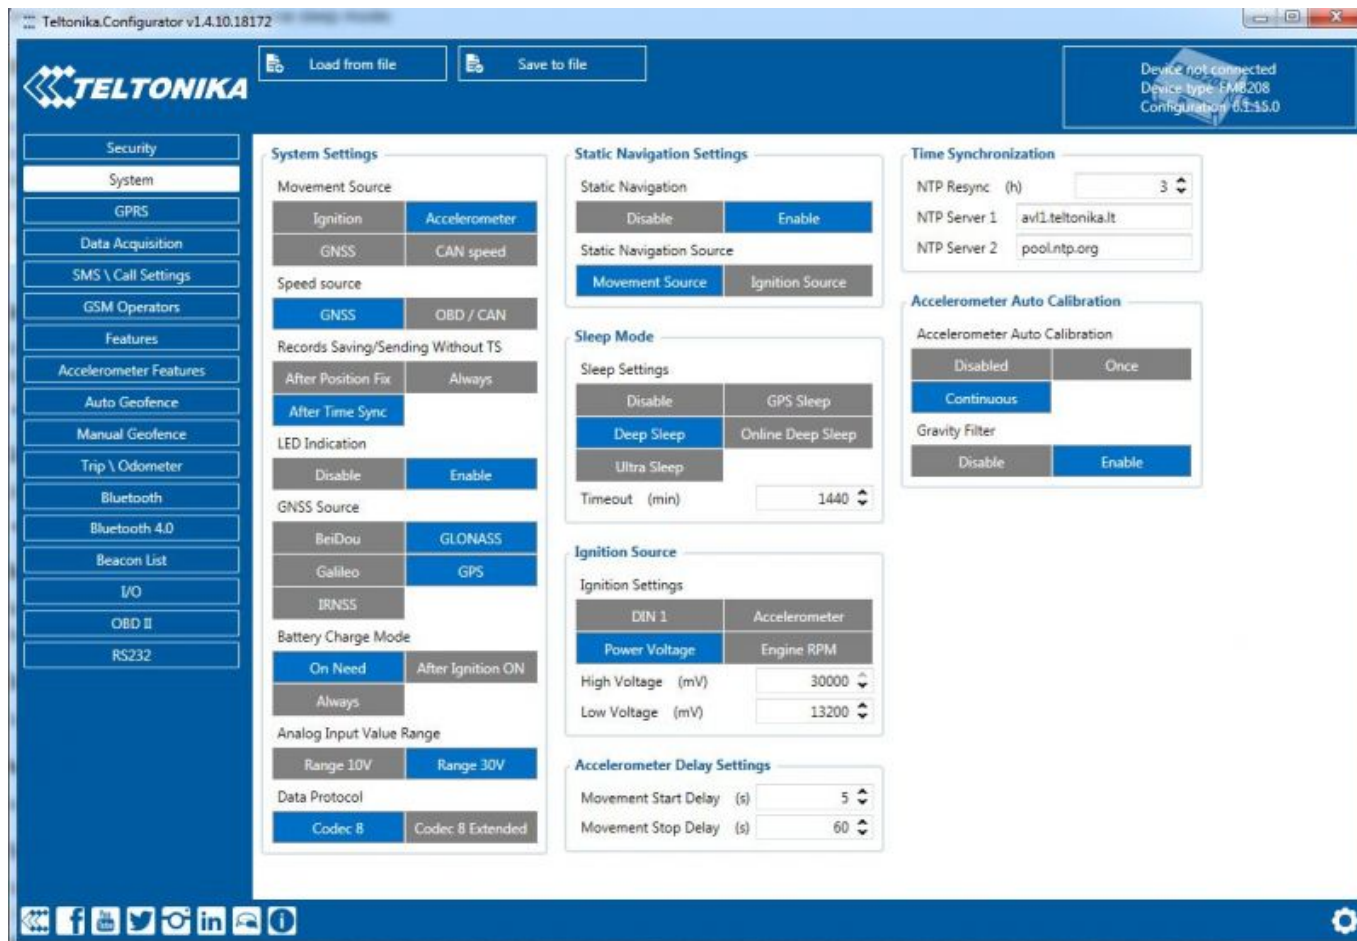 Teltonika.Configurator v1.4.10.18172
Load from file
Save to file
TELTONIKA
Device not connected
Device type FM8208
Configuration 6.1.15.0
Security
System
GPRS
Data Acquisition
SMS \ Call Settings
GSM Operators
Features
Accelerometer Features
Auto Geofence
Manual Geofence
Trip \ Odometer
Bluetooth
Bluetooth 4.0
Beacon List
I/O
OBD II
RS232
System Settings
Movement Source
Ignition Accelerometer
GNSS CAN speed
Speed source
GNSS OBD / CAN
Records Saving/Sending Without TS
After Position Fix Always
After Time Sync
LED Indication
Disable Enable
GNSS Source
BeiDou GLONASS
Galileo GPS
IRNSS
Battery Charge Mode
On Need After Ignition ON
Always
Analog Input Value Range
Range 10V Range 30V
Data Protocol
Codec 8 Codec 8 Extended
Static Navigation Settings
Static Navigation
Disable Enable
Static Navigation Source
Movement Source Ignition Source
Sleep Mode
Sleep Settings
Disable GPS Sleep
Deep Sleep Online Deep Sleep
Ultra Sleep
Timeout (min) 1440
Ignition Source
Ignition Settings
DIN 1 Accelerometer
Power Voltage Engine RPM
High Voltage (mV) 30000
Low Voltage (mV) 13200
Accelerometer Delay Settings
Movement Start Delay (s) 5
Movement Stop Delay (s) 60
Time Synchronization
NTP Resync (h) 3
NTP Server 1 avl1.teltonika.lt
NTP Server 2 pool.ntp.org
Accelerometer Auto Calibration
Accelerometer Auto Calibration
Disabled Once
Continuous
Gravity Filter
Disable Enable